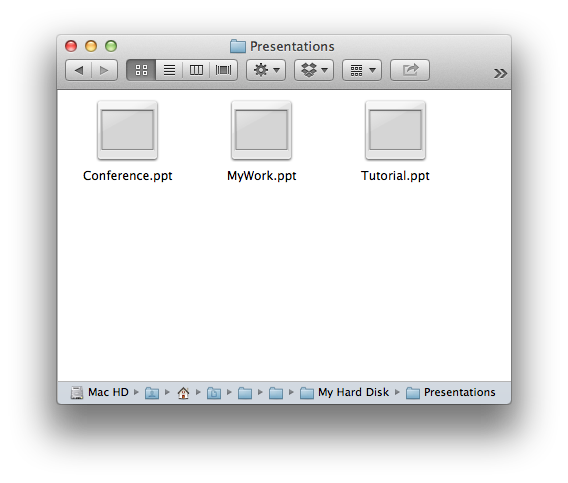 Presentations
Conference.ppt MyWork.ppt Tutorial.ppt
Mac HD My Hard Disk Presentations